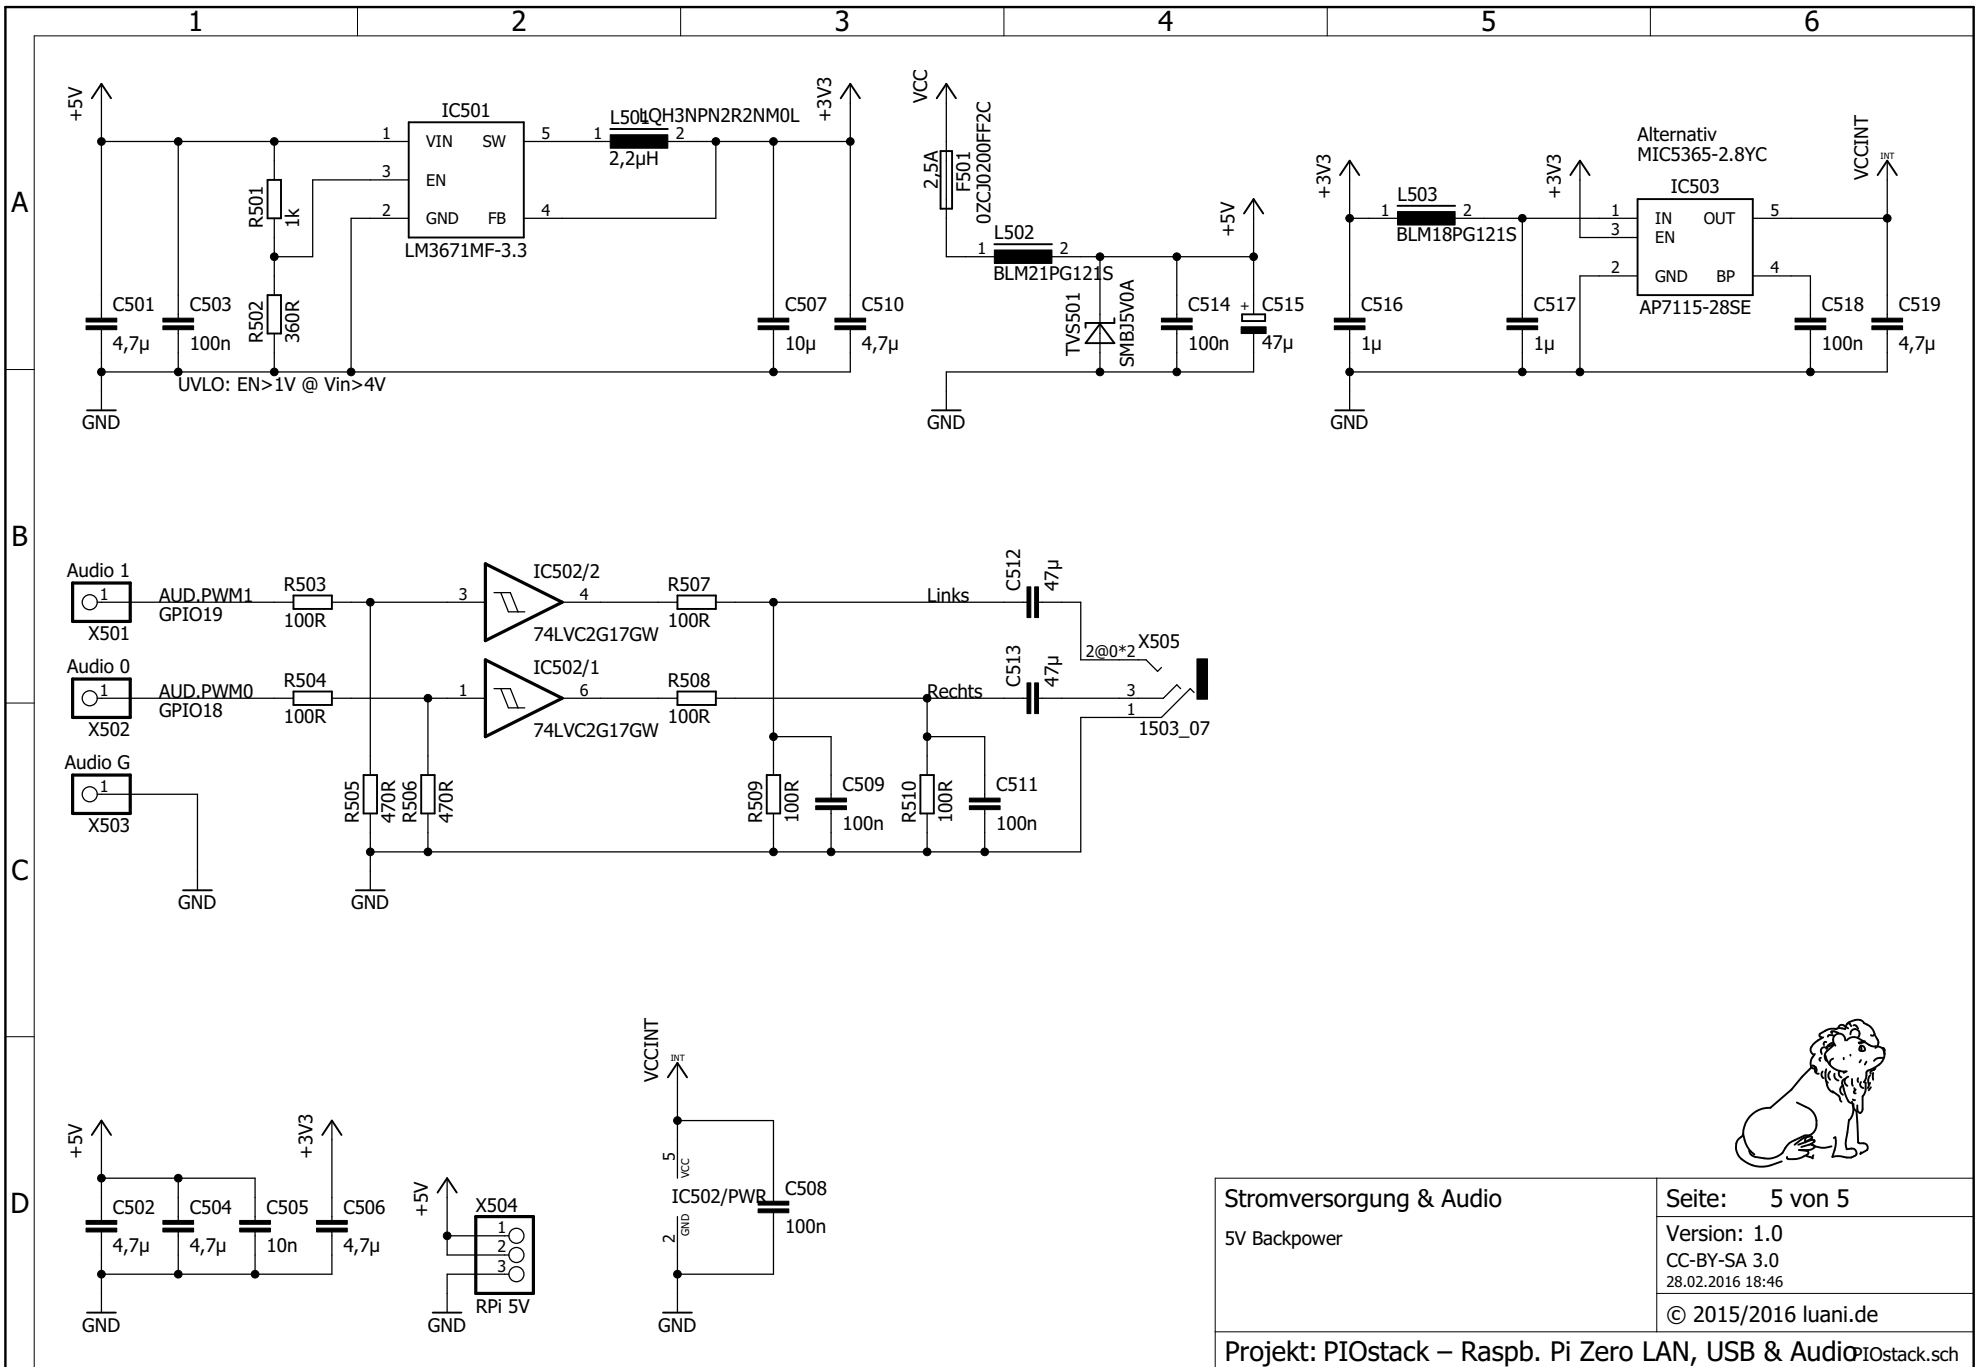 1 2 3 4 5 6
A
B
C
D
+5V
IC501
1 VIN SW 5
3 EN
2 GND FB 4
LM3671MF-3.3
L501 LQH3NPN2R2NM0L
1 2
2,2µH
+3V3
R501
1k
R502
360R
C501
4,7µ
C503
100n
C507
10µ
C510
4,7µ
UVLO: EN>1V @ Vin>4V
GND
VCC
2,5A
F501
0ZCJ0200FF2C
L502
1 2
BLM21PG121S
+5V
TVS501
SMBJ5V0A
C514
100n
+ C515
47µ
GND
+3V3
L503
1 2
BLM18PG121S
+3V3
Alternativ
MIC5365-2.8YC
IC503
1 IN OUT 5
3 EN
2 GND BP 4
AP7115-28SE
VCCINT
INT
C516
1µ
C517
1µ
C518
100n
C519
4,7µ
GND
Audio 1
1
X501
AUD.PWM1
GPIO19
R503
100R
3
IC502/2
4
74LVC2G17GW
R507
100R
Links
C512
47µ
Audio 0
1
X502
AUD.PWM0
GPIO18
R504
100R
1
IC502/1
6
74LVC2G17GW
R508
100R
Rechts
C513
47µ
2@0*2 X505
3
1
1503_07
Audio G
1
X503
GND
R505
470R
R506
470R
GND
R509
100R
C509
100n
R510
100R
C511
100n
+5V
C502
4,7µ
C504
4,7µ
C505
10n
+3V3
C506
4,7µ
GND
+5V
X504
1
2
3
RPi 5V
GND
VCCINT
INT
5
VCC
IC502/PWR
2
GND
C508
100n
GND
Stromversorgung & Audio
5V Backpower
Seite: 5 von 5
Version: 1.0
CC-BY-SA 3.0
28.02.2016 18:46
© 2015/2016 luani.de
Projekt: PIOstack – Raspb. Pi Zero LAN, USB & Audio PIOstack.sch